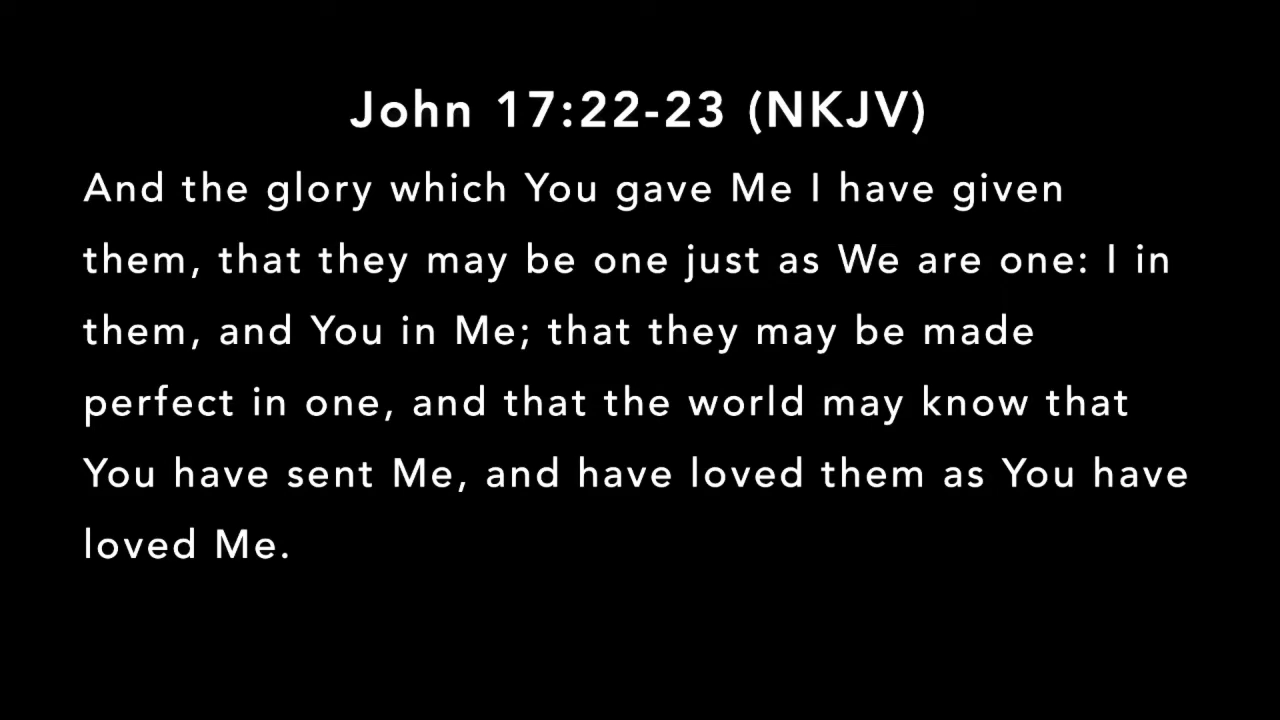 John 17:22-23 (NKJV)
And the glory which You gave Me I have given
them, that they may be one just as We are one: I in
them, and You in Me; that they may be made
perfect in one, and that the world may know that
You have sent Me, and have loved them as You have
loved Me.